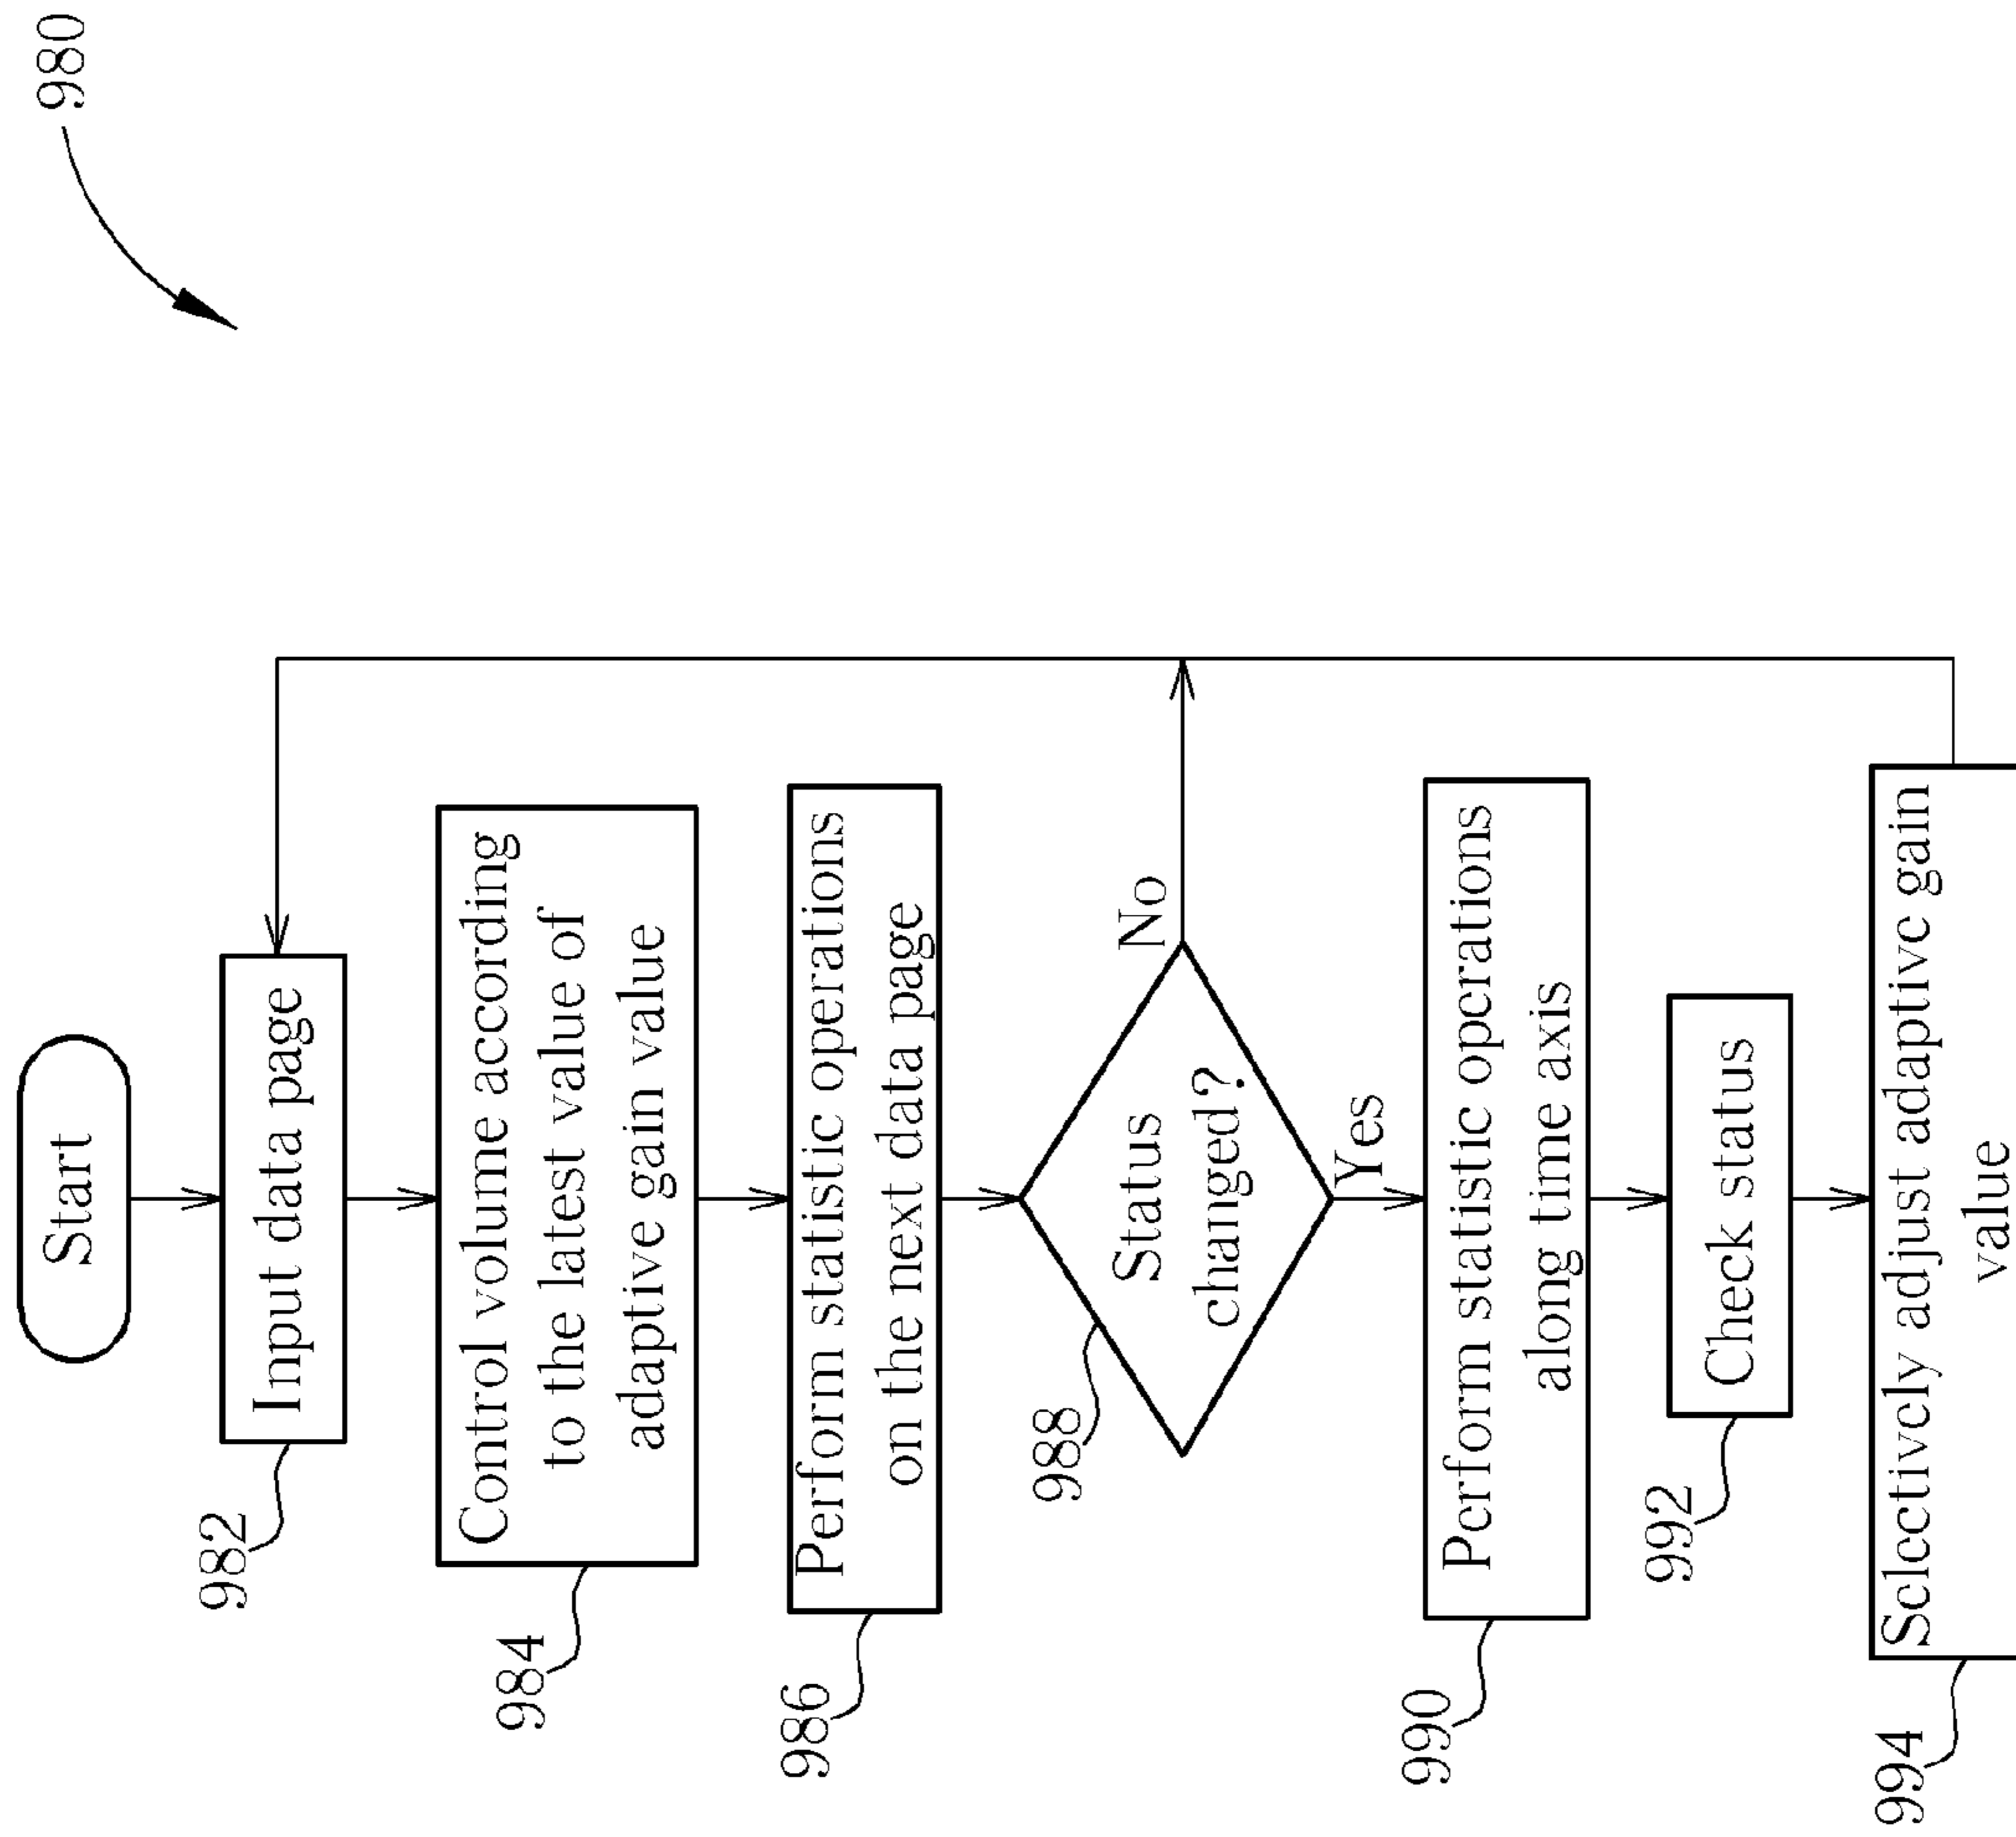 980
Start
982
Input data page
984
Control volume according
to the latest value of
adaptive gain value
986
Perform statistic operations
on the next data page
988
Status
changed?
No
Yes
990
Perform statistic operations
along time axis
992
Check status
994
Selectively adjust adaptive gain
value